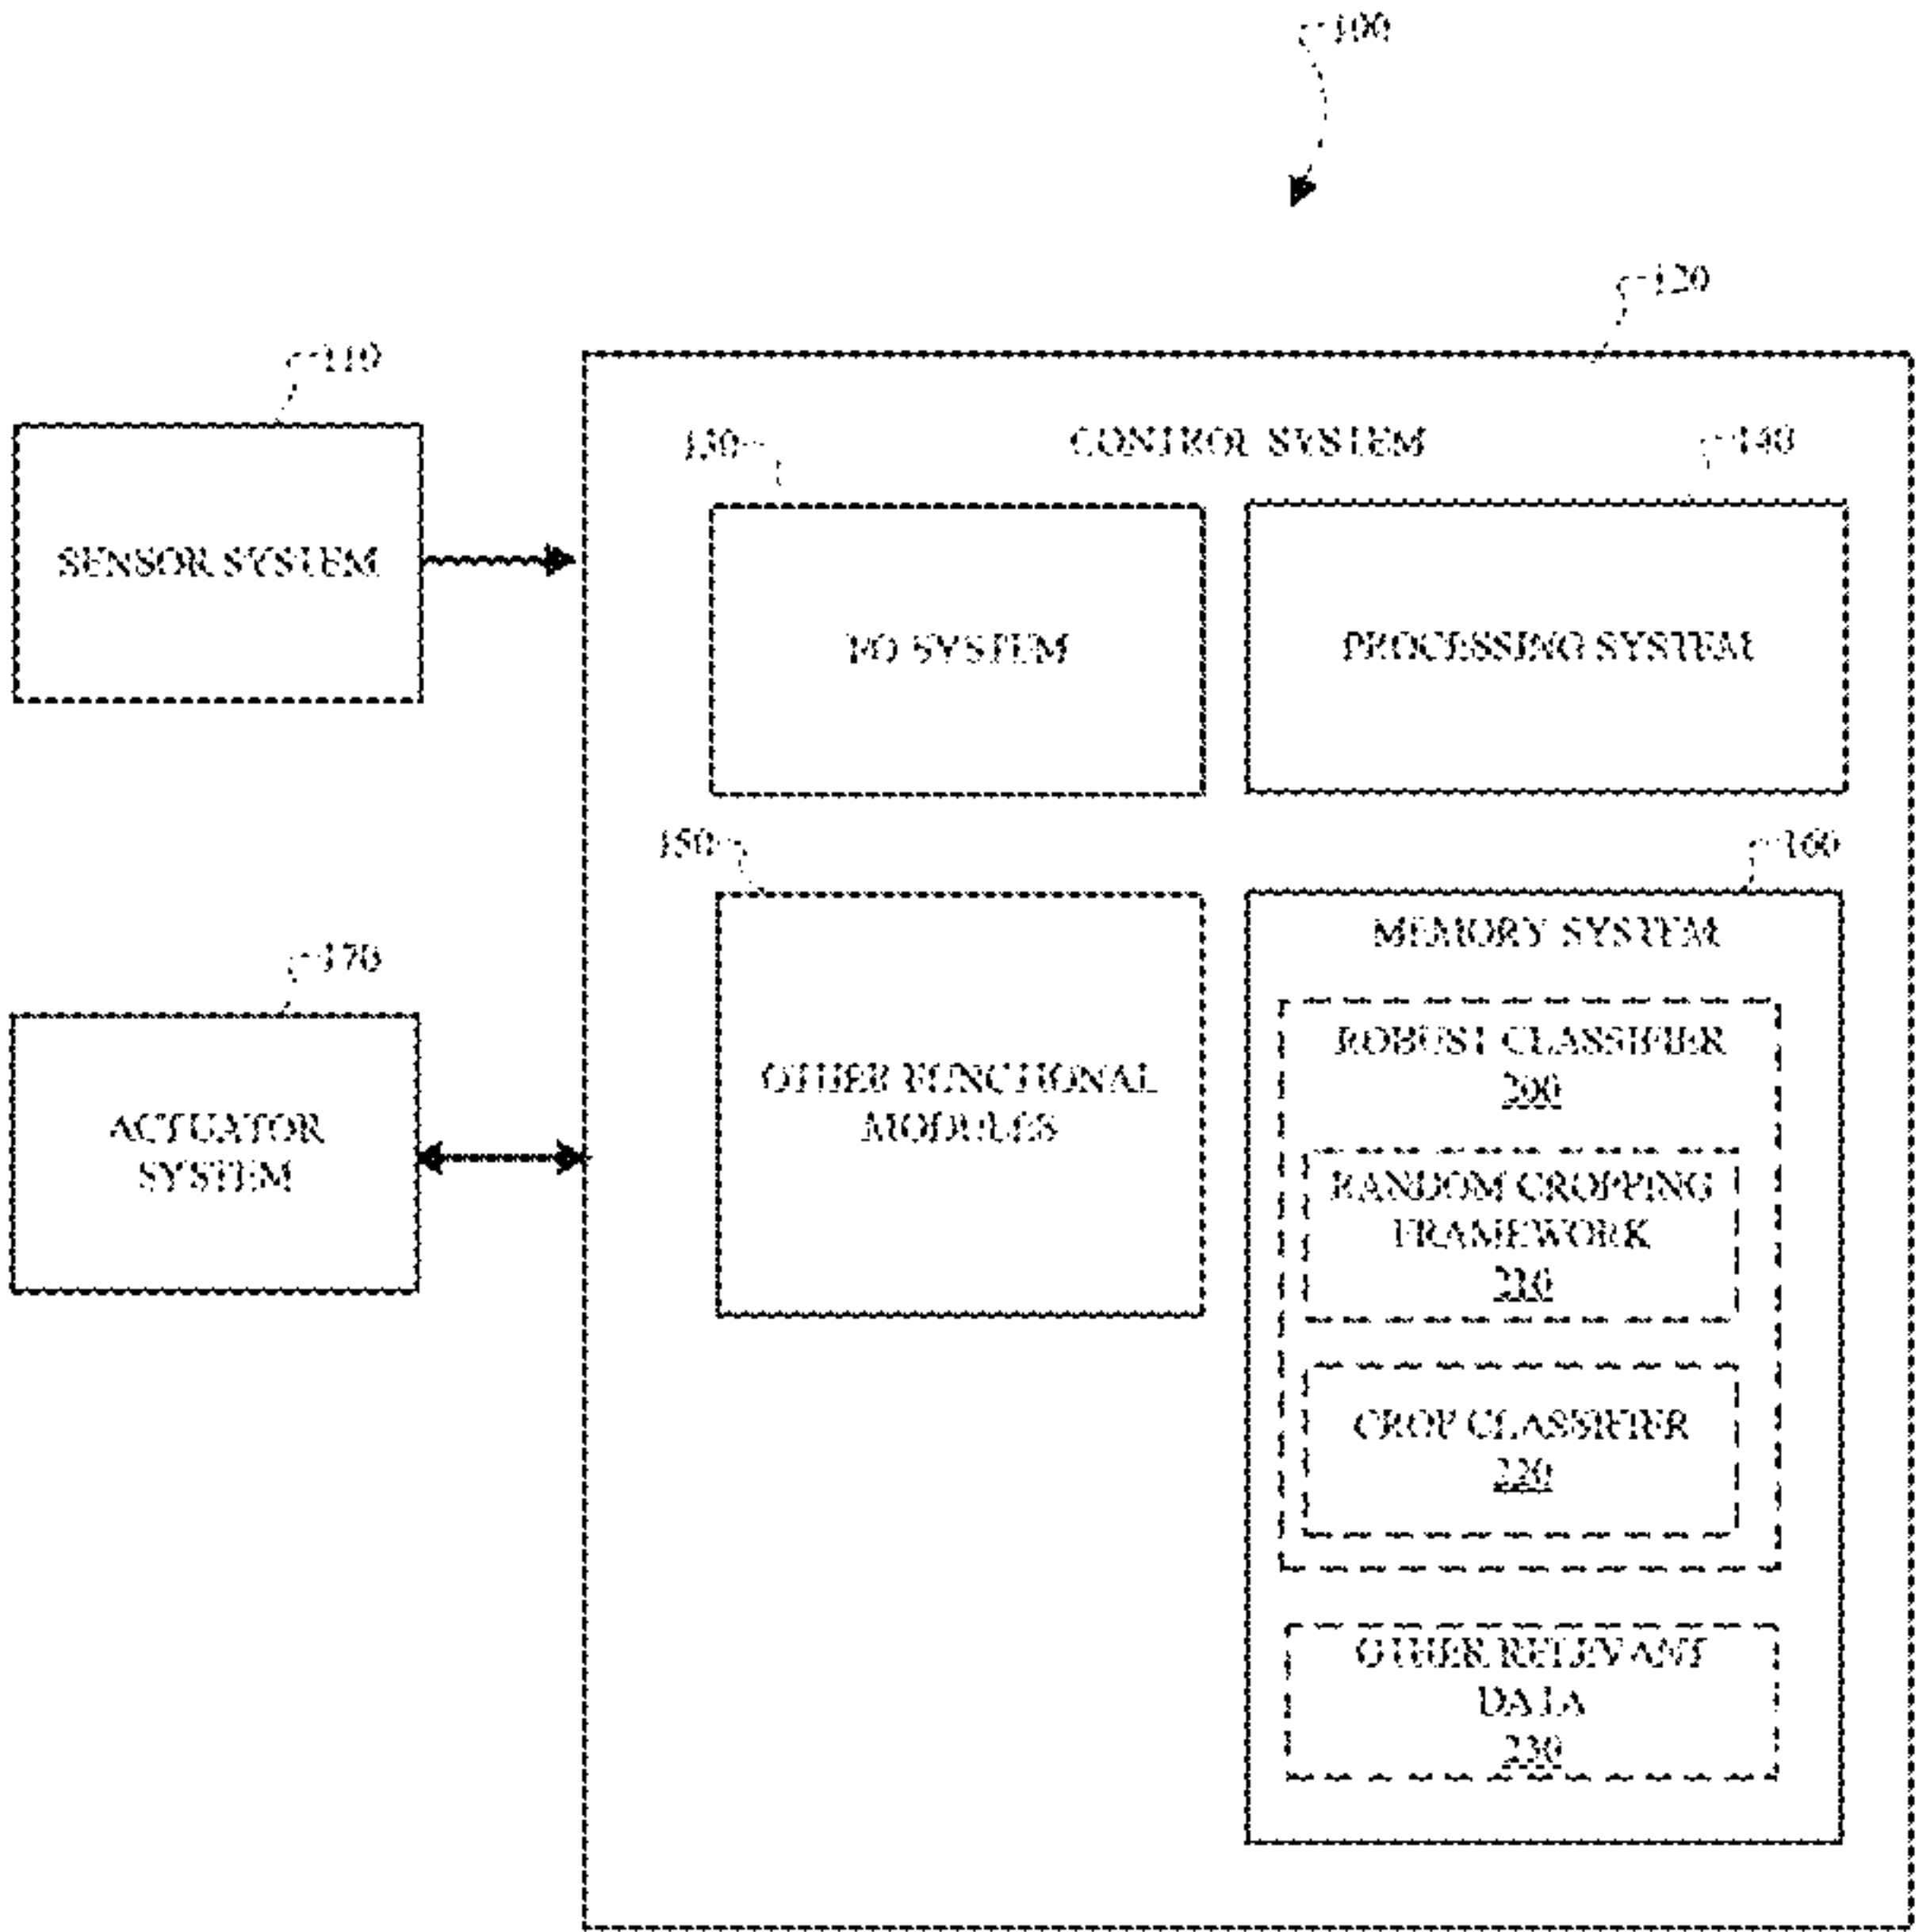 100
120
110
CONTROL SYSTEM
140
SENSOR SYSTEM
I/O SYSTEM
PROCESSING SYSTEM
150
160
MEMORY SYSTEM
170
ROBUST CLASSIFIER
200
OTHER FUNCTIONAL
MODULES
ACTUATOR
SYSTEM
RANDOM CROPPING
FRAMEWORK
210
CROP CLASSIFIER
220
OTHER RELEVANT
DATA
230